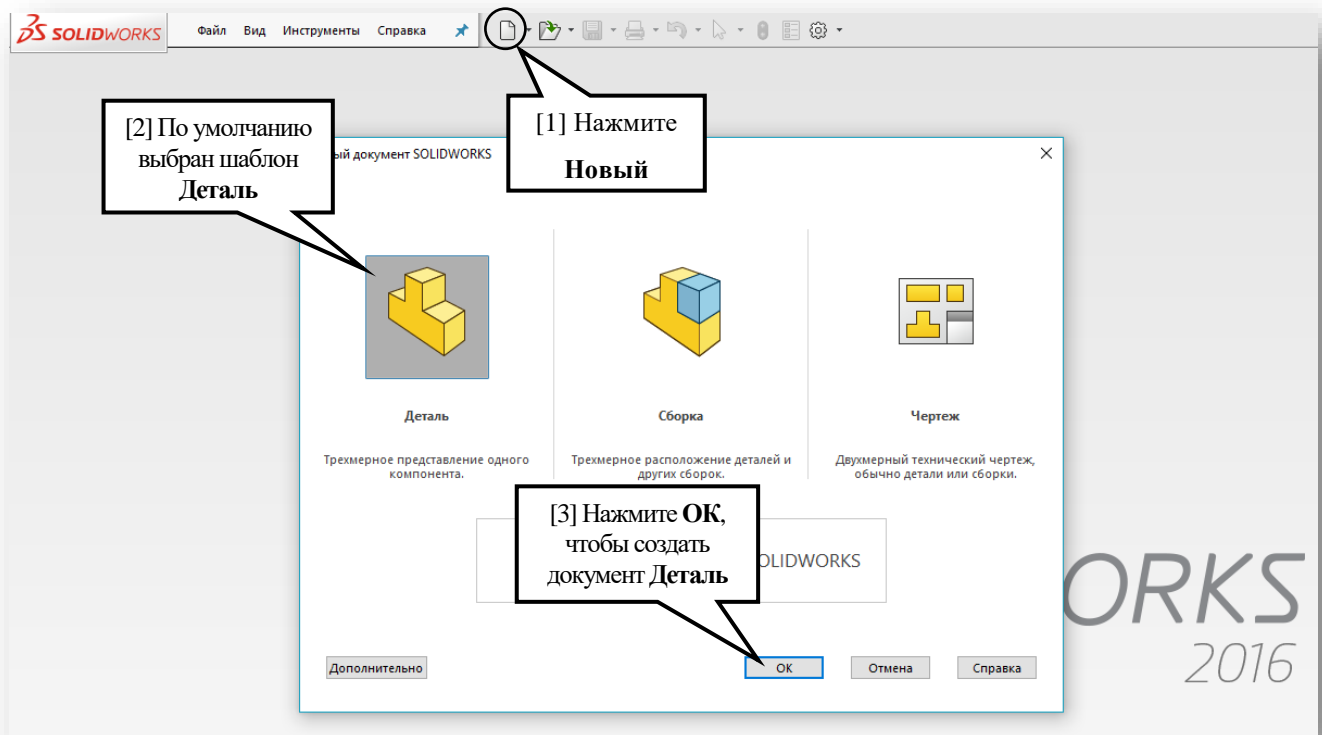 SOLIDWORKS Файл Вид Инструменты Справка
[1] Нажмите
Новый
[2] По умолчанию
выбран шаблон
Деталь
ый документ SOLIDWORKS
Деталь
Трехмерное представление одного
компонента.
Сборка
Трехмерное расположение деталей и
других сборок.
Чертеж
Двухмерный технический чертеж,
обычно детали или сборки.
[3] Нажмите ОК,
чтобы создать
документ Деталь
OLIDWORKS
ORKS
2016
Дополнительно
ОК
Отмена
Справка